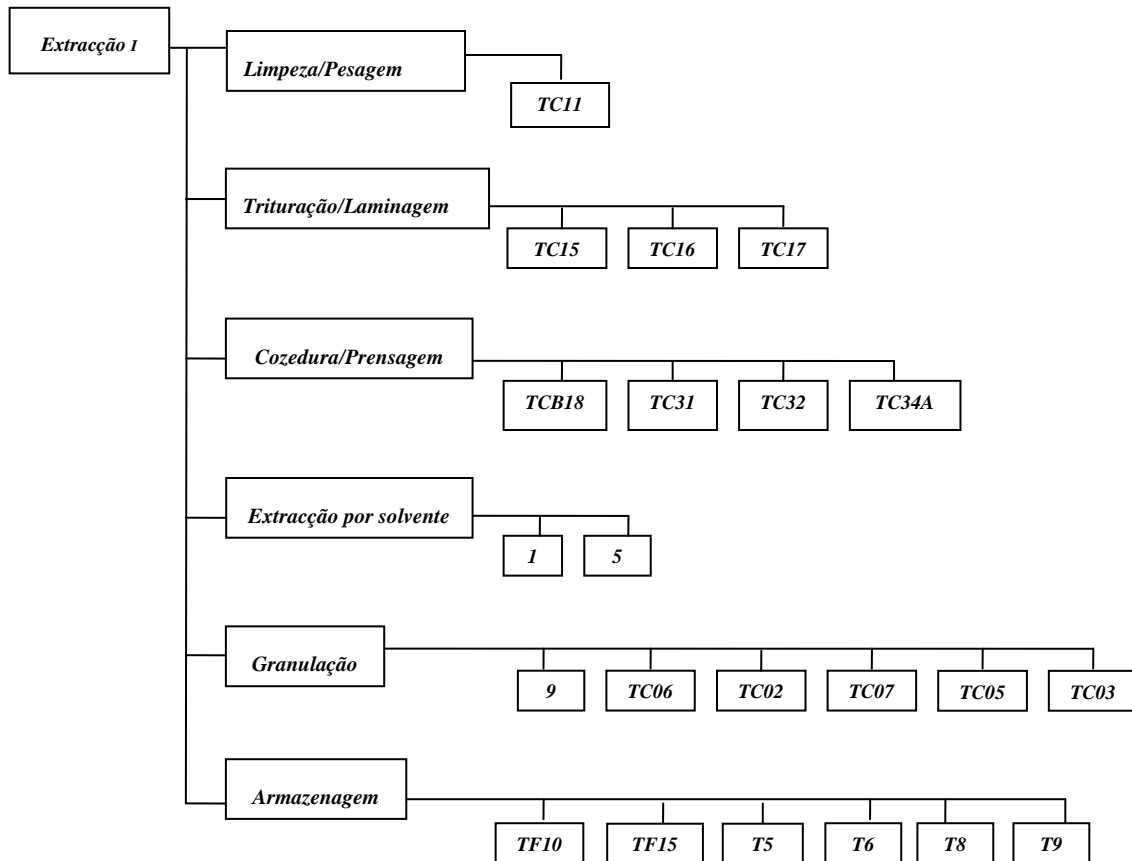 Extracção I
Limpeza/Pesagem
TC11
Trituração/Laminagem
TC15 TC16 TC17
Cozedura/Prensagem
TCB18 TC31 TC32 TC34A
Extracção por solvente
1 5
Granulação
9 TC06 TC02 TC07 TC05 TC03
Armazenagem
TF10 TF15 T5 T6 T8 T9